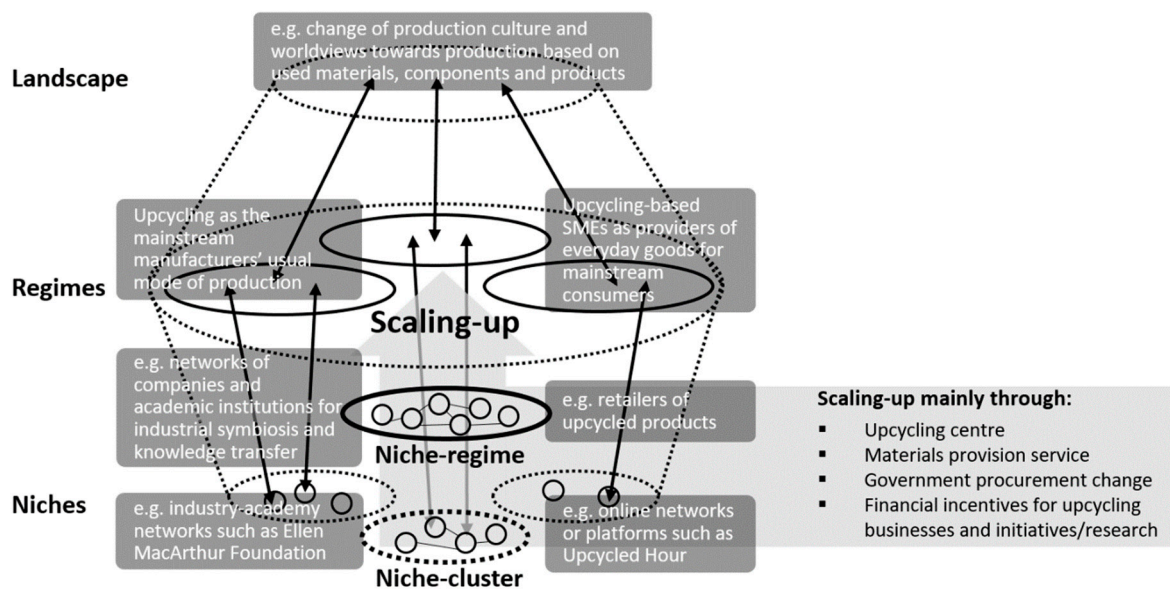 e.g. change of production culture and
worldviews towards production based on
used materials, components and products
Landscape
Upcycling as the
mainstream
manufacturers’ usual
mode of production
Upcycling-based
SMEs as providers of
everyday goods for
mainstream
consumers
Regimes
Scaling-up
e.g. networks of
companies and
academic institutions for
industrial symbiosis and
knowledge transfer
e.g. retailers of
upcycled products
Niche-regime
Scaling-up mainly through:
▪ Upcycling centre
▪ Materials provision service
▪ Government procurement change
▪ Financial incentives for upcycling
businesses and initiatives/research
Niches
e.g. industry-academy
networks such as Ellen
MacArthur Foundation
e.g. online networks
or platforms such as
Upcycled Hour
Niche-cluster